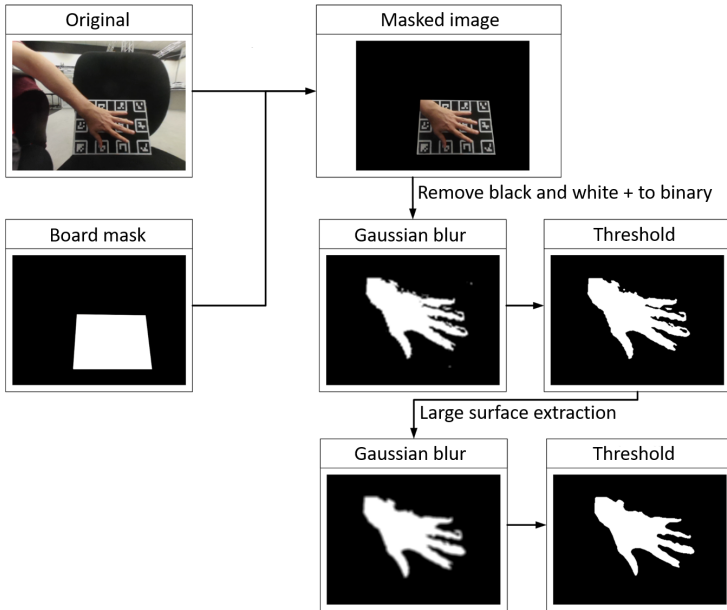 Original
Masked image
Remove black and white + to binary
Board mask
Gaussian blur
Threshold
Large surface extraction
Gaussian blur
Threshold